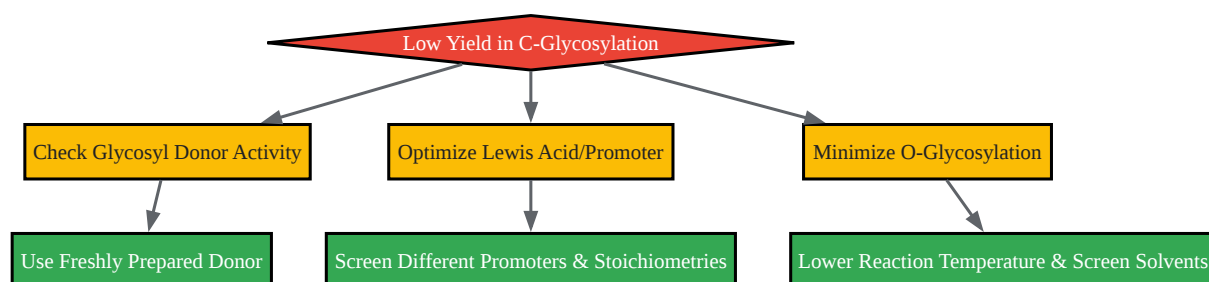 Low Yield in C-Glycosylation
Check Glycosyl Donor Activity
Optimize Lewis Acid/Promoter
Minimize O-Glycosylation
Use Freshly Prepared Donor
Screen Different Promoters & Stoichiometries
Lower Reaction Temperature & Screen Solvents